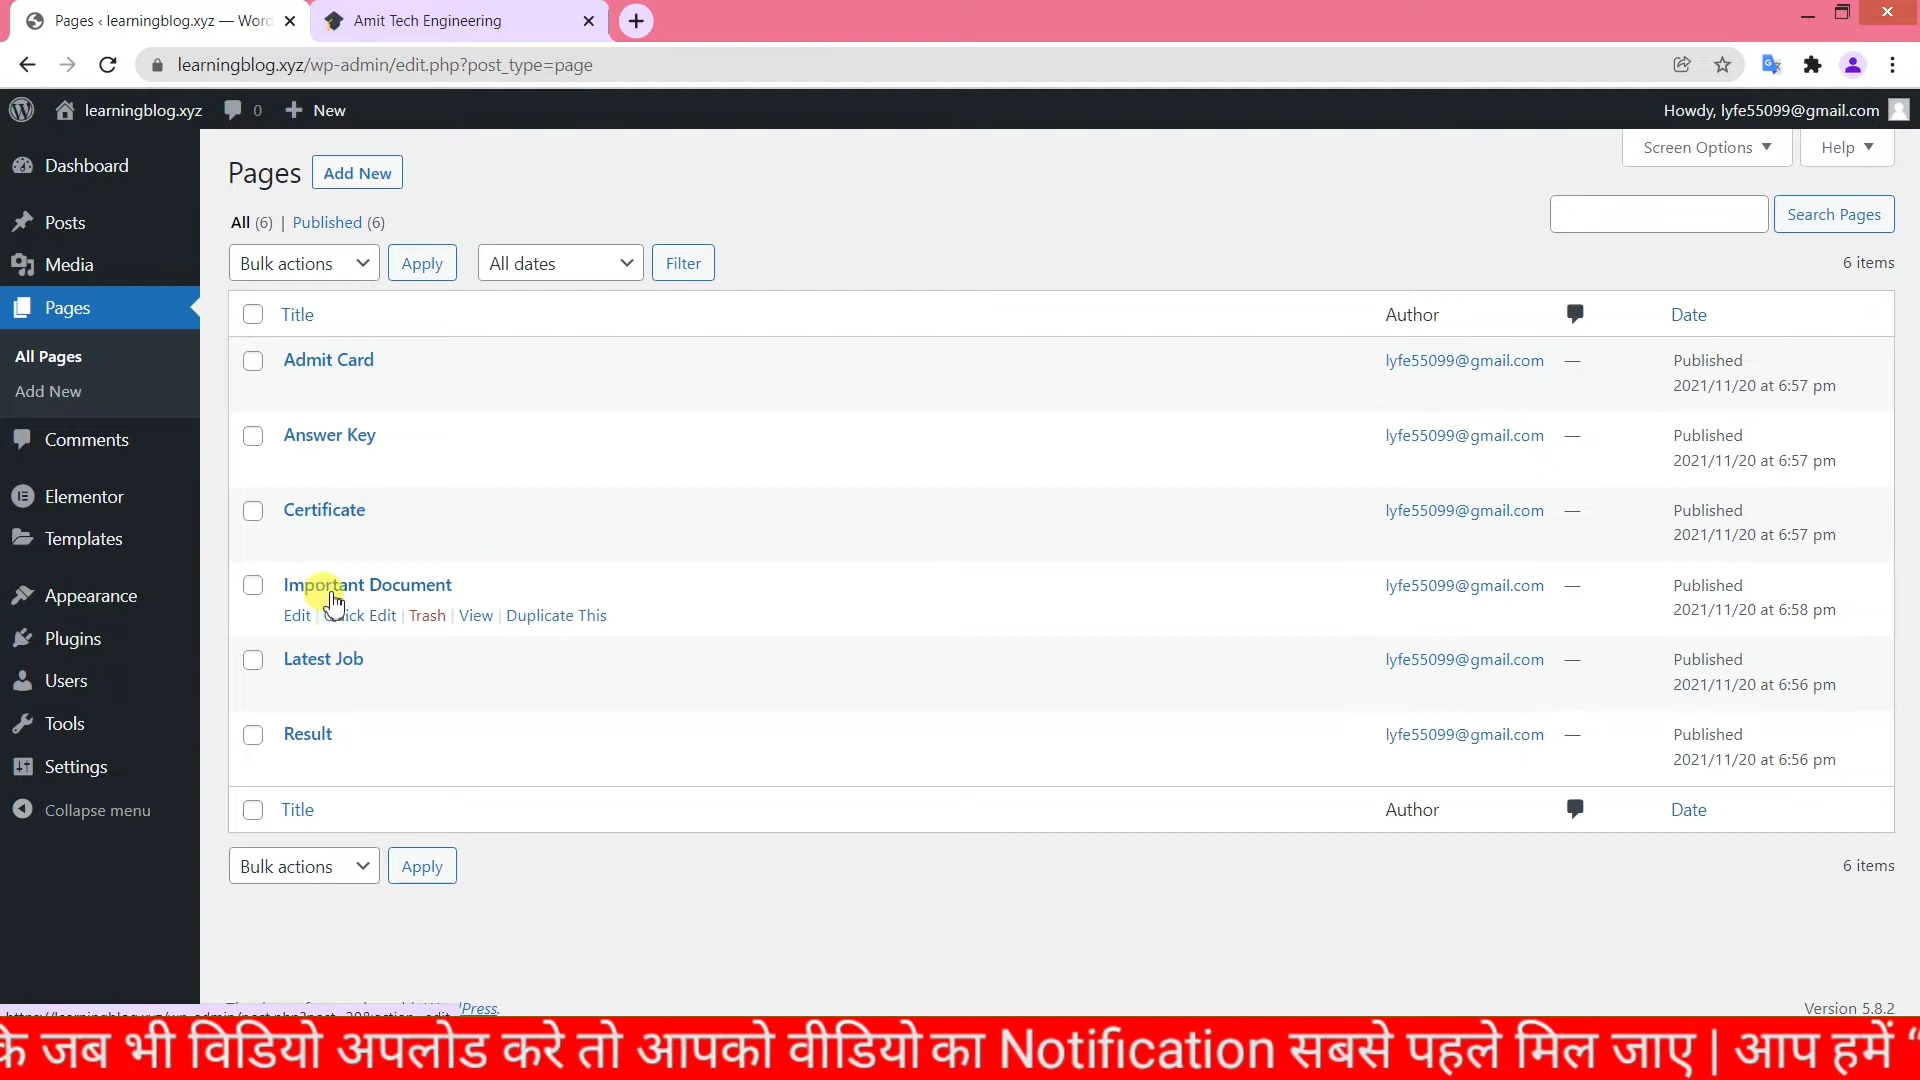 Pages ‹ learningblog.xyz — Word
Amit Tech Engineering
learningblog.xyz/wp-admin/edit.php?post_type=page
learningblog.xyz 0 New
Howdy, lyfe55099@gmail.com
Dashboard
Posts
Media
Pages
All Pages
Add New
Comments
Elementor
Templates
Appearance
Plugins
Users
Tools
Settings
Collapse menu
Screen Options
Help
Pages Add New
All (6) | Published (6)
Search Pages
Bulk actions Apply All dates Filter
6 items
Title Author Date
Admit Card lyfe55099@gmail.com — Published
2021/11/20 at 6:57 pm
Answer Key lyfe55099@gmail.com — Published
2021/11/20 at 6:57 pm
Certificate lyfe55099@gmail.com — Published
2021/11/20 at 6:57 pm
Important Document lyfe55099@gmail.com — Published
Edit | Quick Edit | Trash | View | Duplicate This 2021/11/20 at 6:58 pm
Latest Job lyfe55099@gmail.com — Published
2021/11/20 at 6:56 pm
Result lyfe55099@gmail.com — Published
2021/11/20 at 6:56 pm
Title Author Date
Bulk actions Apply
6 items
Press.
Version 5.8.2
कि जब भी विडियो अपलोड करे तो आपको वीडियो का Notification सबसे पहले मिल जाए | आप हमें “